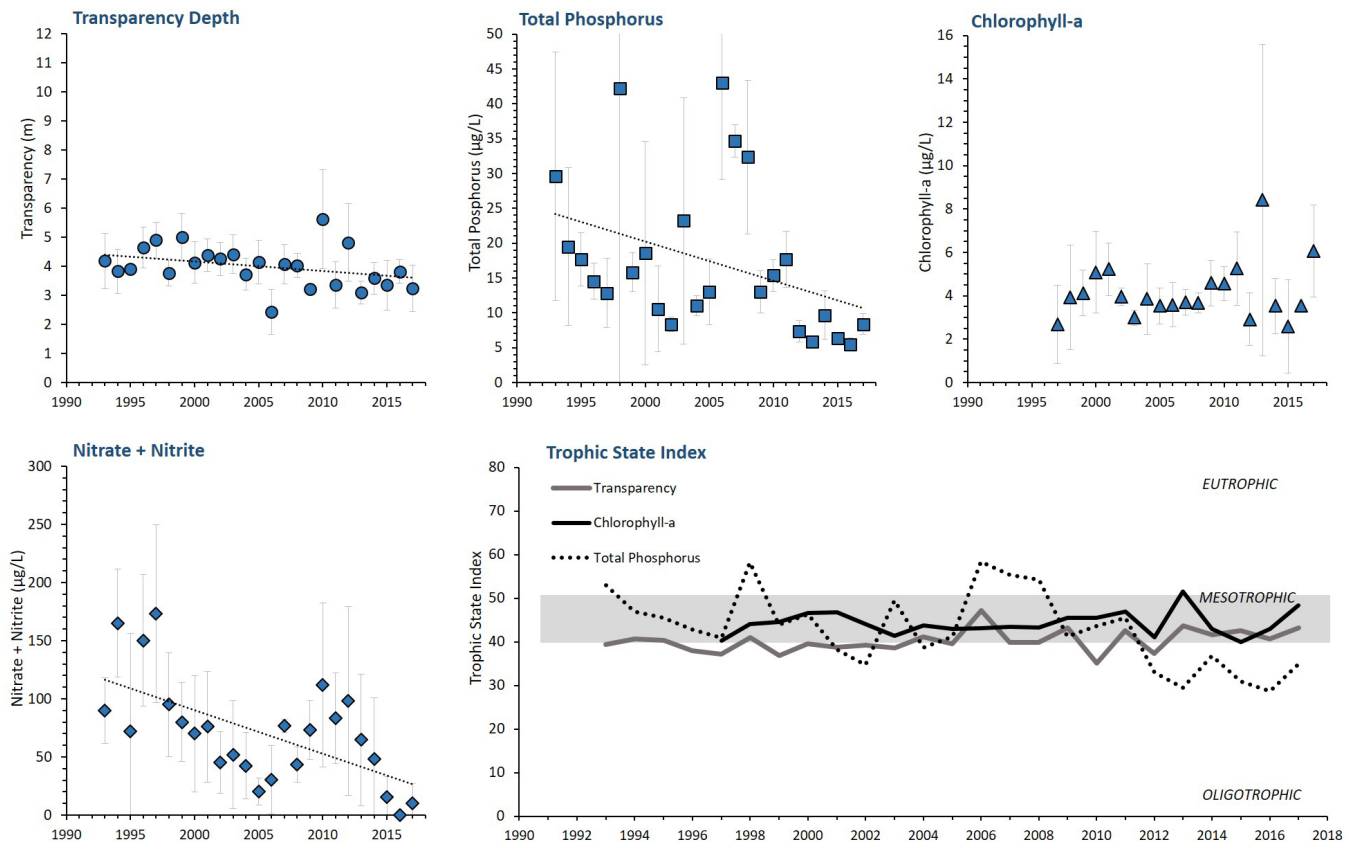 Transparency Depth
12
11
10
9
8
7
6
5
4
3
2
1
0
Transparency (m)
1990 1995 2000 2005 2010 2015
Total Phosphorus
50
45
40
35
30
25
20
15
10
5
0
Total Posphorus (µg/L)
1990 1995 2000 2005 2010 2015
Chlorophyll-a
16
14
12
10
8
6
4
2
0
Chlorophyll-a (µg/L)
1990 1995 2000 2005 2010 2015
Nitrate + Nitrite
300
250
200
150
100
50
0
Nitrate + Nitrite (µg/L)
1990 1995 2000 2005 2010 2015
Trophic State Index
80
70
60
50
40
30
20
10
0
Trophic State Index
Transparency
Chlorophyll-a
Total Phosphorus
EUTROPHIC
MESOTROPHIC
OLIGOTROPHIC
1990 1992 1994 1996 1998 2000 2002 2004 2006 2008 2010 2012 2014 2016 2018